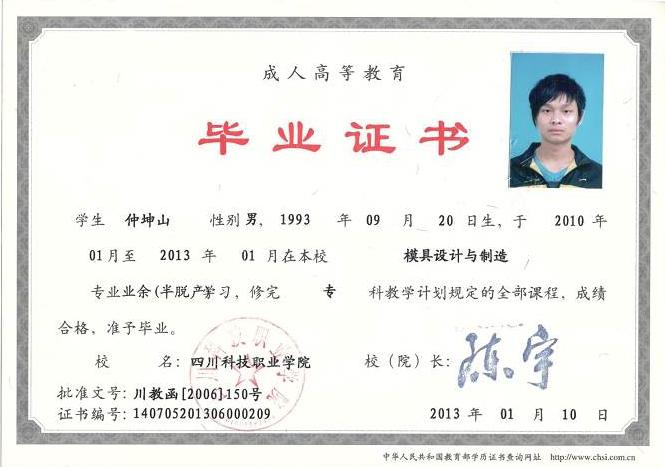 成人高等教育
毕业证书
学生 仲坤山 性别 男, 1993 年 09 月 20 日生, 于 2010 年
01 月至 2013 年 01 月在本校 模具设计与制造
专业 业余(半脱产)学习, 修完 专 科教学计划规定的全部课程, 成绩
合格, 准予毕业。
校 名: 四川科技职业学院 校(院)长: 陈宇
批准文号: 川教函[2006]150号
证书编号: 140705201306000209 2013 年 01 月 10 日
中华人民共和国教育部学历证书查询网址 http://www.chsi.com.cn